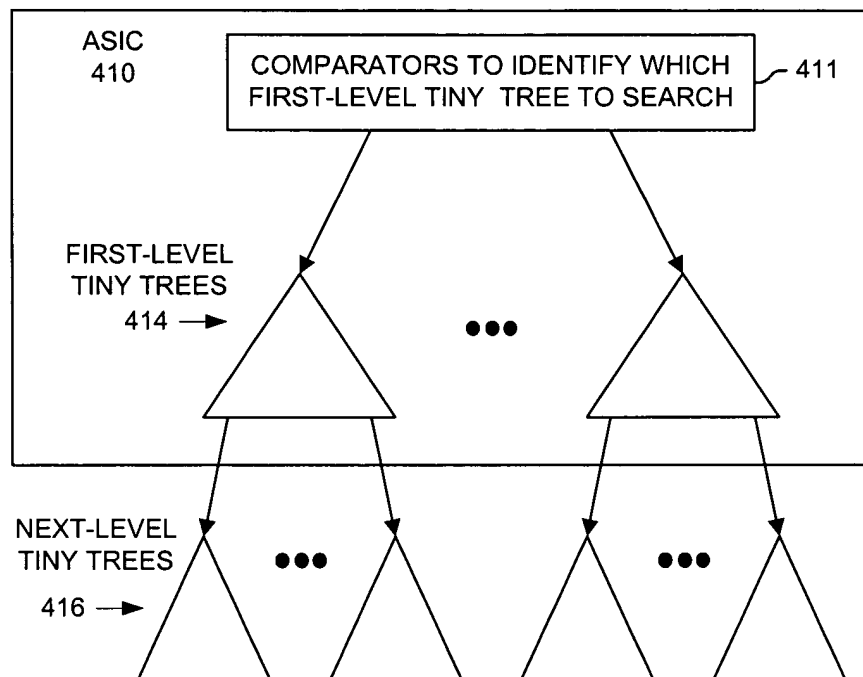 ASIC
410
COMPARATORS TO IDENTIFY WHICH
FIRST-LEVEL TINY TREE TO SEARCH
411
FIRST-LEVEL
TINY TREES
414
NEXT-LEVEL
TINY TREES
416